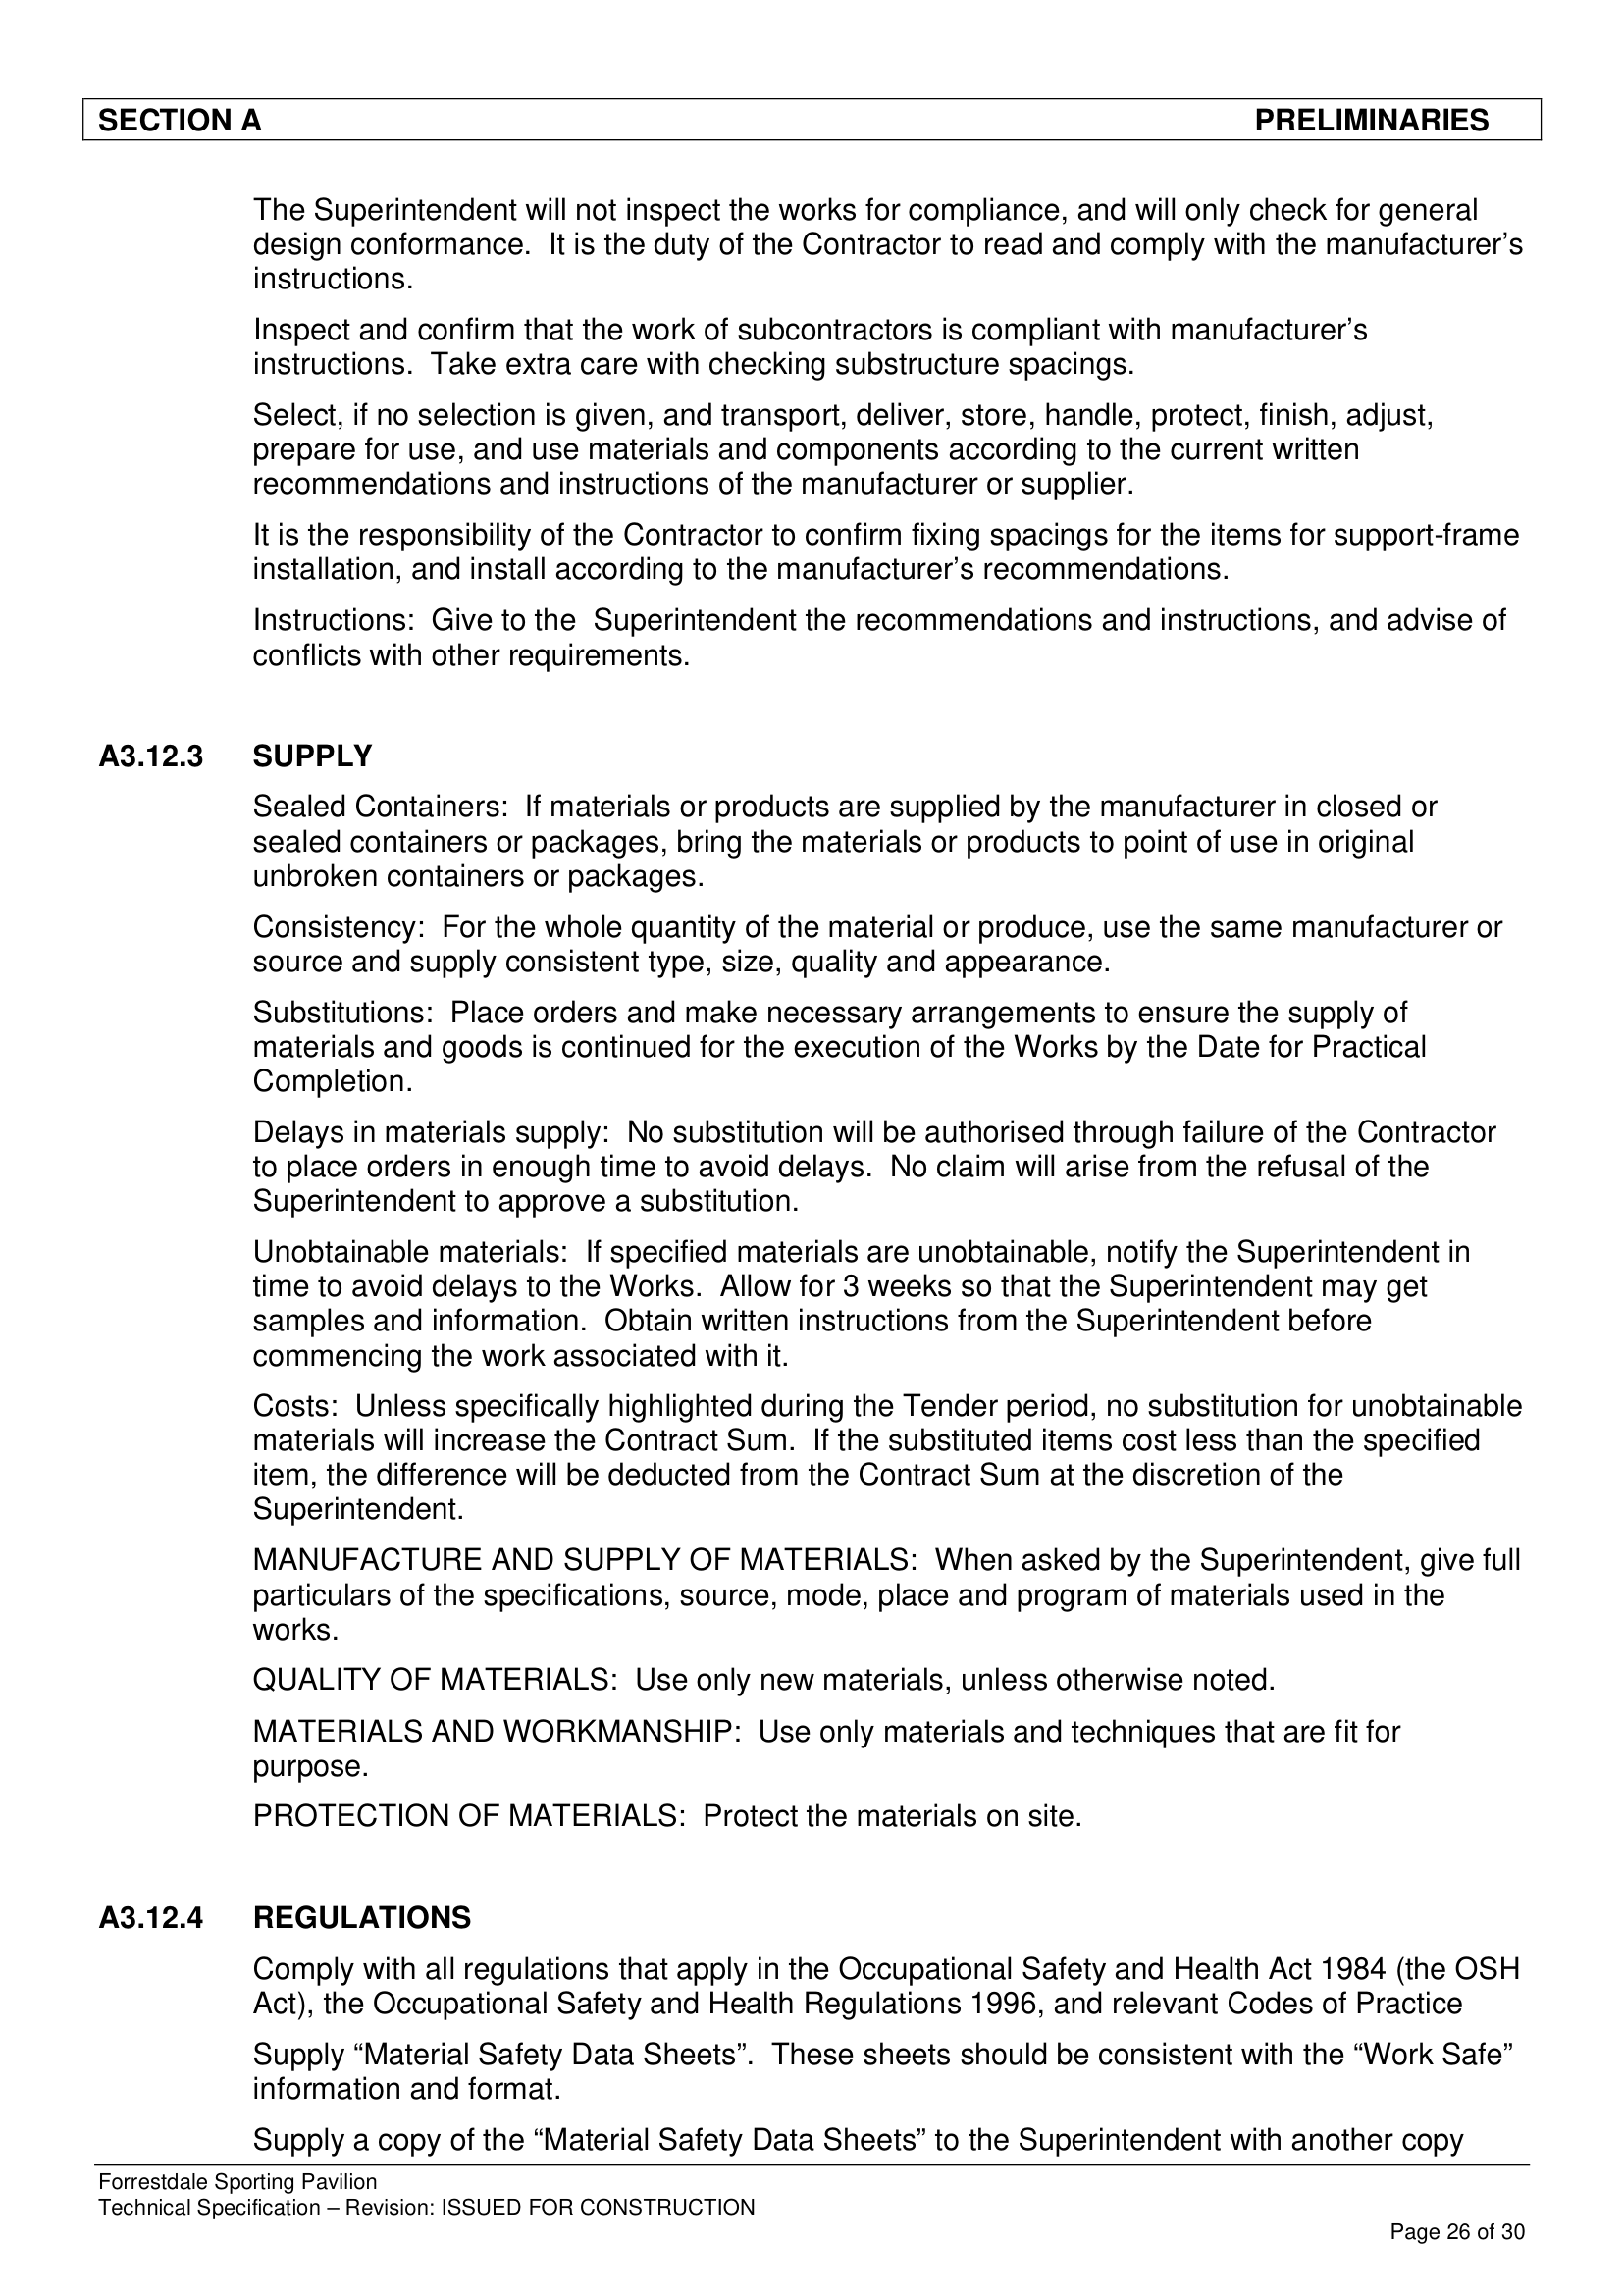 SECTION A PRELIMINARIES
The Superintendent will not inspect the works for compliance, and will only check for general
design conformance.  It is the duty of the Contractor to read and comply with the manufacturer’s
instructions.
Inspect and confirm that the work of subcontractors is compliant with manufacturer’s
instructions.  Take extra care with checking substructure spacings.
Select, if no selection is given, and transport, deliver, store, handle, protect, finish, adjust,
prepare for use, and use materials and components according to the current written
recommendations and instructions of the manufacturer or supplier.
It is the responsibility of the Contractor to confirm fixing spacings for the items for support-frame
installation, and install according to the manufacturer’s recommendations.
Instructions:  Give to the  Superintendent the recommendations and instructions, and advise of
conflicts with other requirements.
A3.12.3 SUPPLY
Sealed Containers:  If materials or products are supplied by the manufacturer in closed or
sealed containers or packages, bring the materials or products to point of use in original
unbroken containers or packages.
Consistency:  For the whole quantity of the material or produce, use the same manufacturer or
source and supply consistent type, size, quality and appearance.
Substitutions:  Place orders and make necessary arrangements to ensure the supply of
materials and goods is continued for the execution of the Works by the Date for Practical
Completion.
Delays in materials supply:  No substitution will be authorised through failure of the Contractor
to place orders in enough time to avoid delays.  No claim will arise from the refusal of the
Superintendent to approve a substitution.
Unobtainable materials:  If specified materials are unobtainable, notify the Superintendent in
time to avoid delays to the Works.  Allow for 3 weeks so that the Superintendent may get
samples and information.  Obtain written instructions from the Superintendent before
commencing the work associated with it.
Costs:  Unless specifically highlighted during the Tender period, no substitution for unobtainable
materials will increase the Contract Sum.  If the substituted items cost less than the specified
item, the difference will be deducted from the Contract Sum at the discretion of the
Superintendent.
MANUFACTURE AND SUPPLY OF MATERIALS:  When asked by the Superintendent, give full
particulars of the specifications, source, mode, place and program of materials used in the
works.
QUALITY OF MATERIALS:  Use only new materials, unless otherwise noted.
MATERIALS AND WORKMANSHIP:  Use only materials and techniques that are fit for
purpose.
PROTECTION OF MATERIALS:  Protect the materials on site.
A3.12.4 REGULATIONS
Comply with all regulations that apply in the Occupational Safety and Health Act 1984 (the OSH
Act), the Occupational Safety and Health Regulations 1996, and relevant Codes of Practice
Supply “Material Safety Data Sheets”.  These sheets should be consistent with the “Work Safe”
information and format.
Supply a copy of the “Material Safety Data Sheets” to the Superintendent with another copy
Forrestdale Sporting Pavilion
Technical Specification – Revision: ISSUED FOR CONSTRUCTION
Page 26 of 30